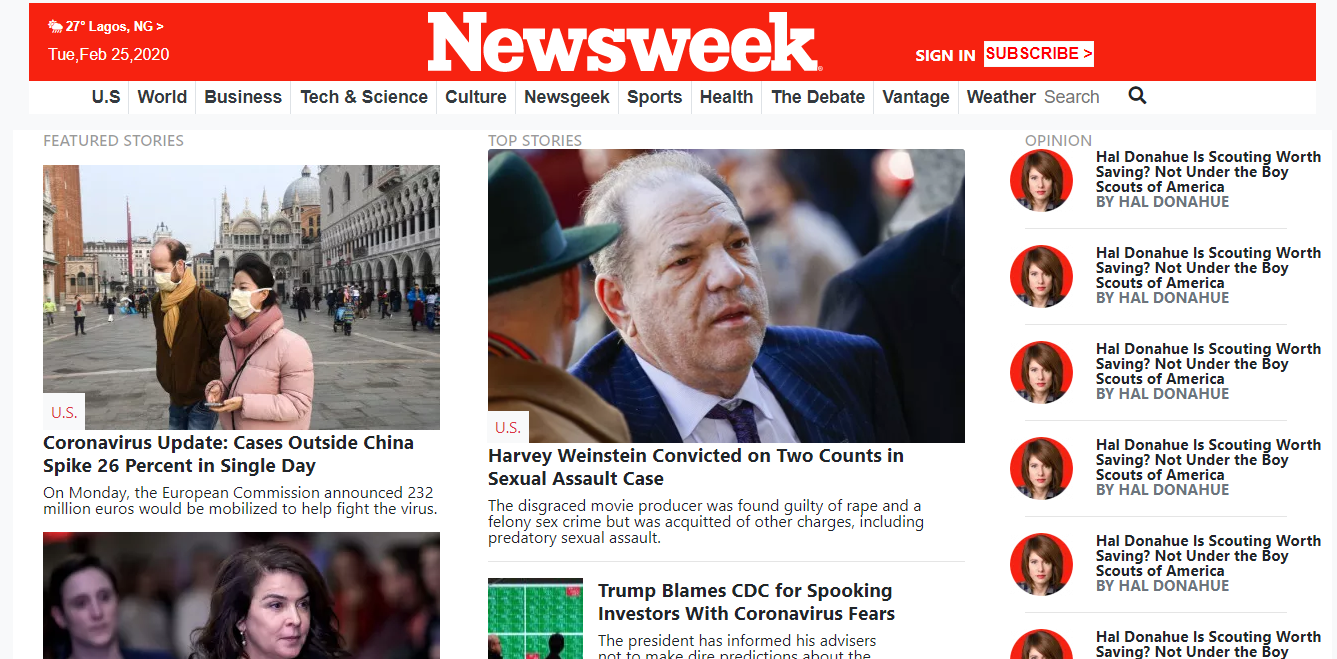 27° Lagos, NG >
Tue,Feb 25,2020
Newsweek
SIGN IN SUBSCRIBE >
U.S World Business Tech & Science Culture Newsgeek Sports Health The Debate Vantage Weather Search
FEATURED STORIES
U.S.
Coronavirus Update: Cases Outside China
Spike 26 Percent in Single Day
On Monday, the European Commission announced 232
million euros would be mobilized to help fight the virus.
TOP STORIES
U.S.
Harvey Weinstein Convicted on Two Counts in
Sexual Assault Case
The disgraced movie producer was found guilty of rape and a
felony sex crime but was acquitted of other charges, including
predatory sexual assault.
Trump Blames CDC for Spooking
Investors With Coronavirus Fears
The president has informed his advisers
not to make dire predictions about the
OPINION
Hal Donahue Is Scouting Worth
Saving? Not Under the Boy
Scouts of America
BY HAL DONAHUE
Hal Donahue Is Scouting Worth
Saving? Not Under the Boy
Scouts of America
BY HAL DONAHUE
Hal Donahue Is Scouting Worth
Saving? Not Under the Boy
Scouts of America
BY HAL DONAHUE
Hal Donahue Is Scouting Worth
Saving? Not Under the Boy
Scouts of America
BY HAL DONAHUE
Hal Donahue Is Scouting Worth
Saving? Not Under the Boy
Scouts of America
BY HAL DONAHUE
Hal Donahue Is Scouting Worth
Saving? Not Under the Boy